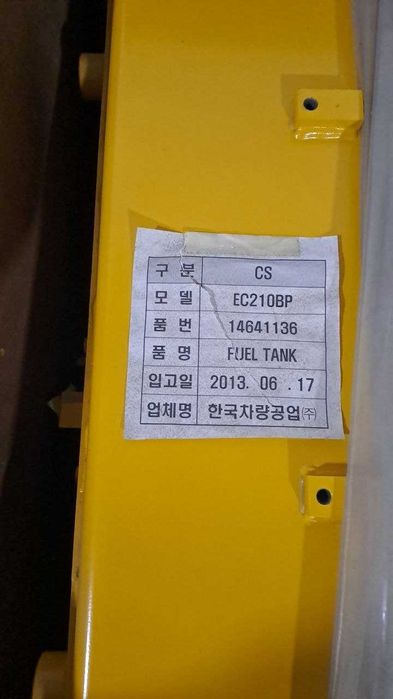 구 분 CS
모 델 EC210BP
품 번 14641136
품 명 FUEL TANK
입고일 2013. 06 .17
업체명 한국차량공업㈜